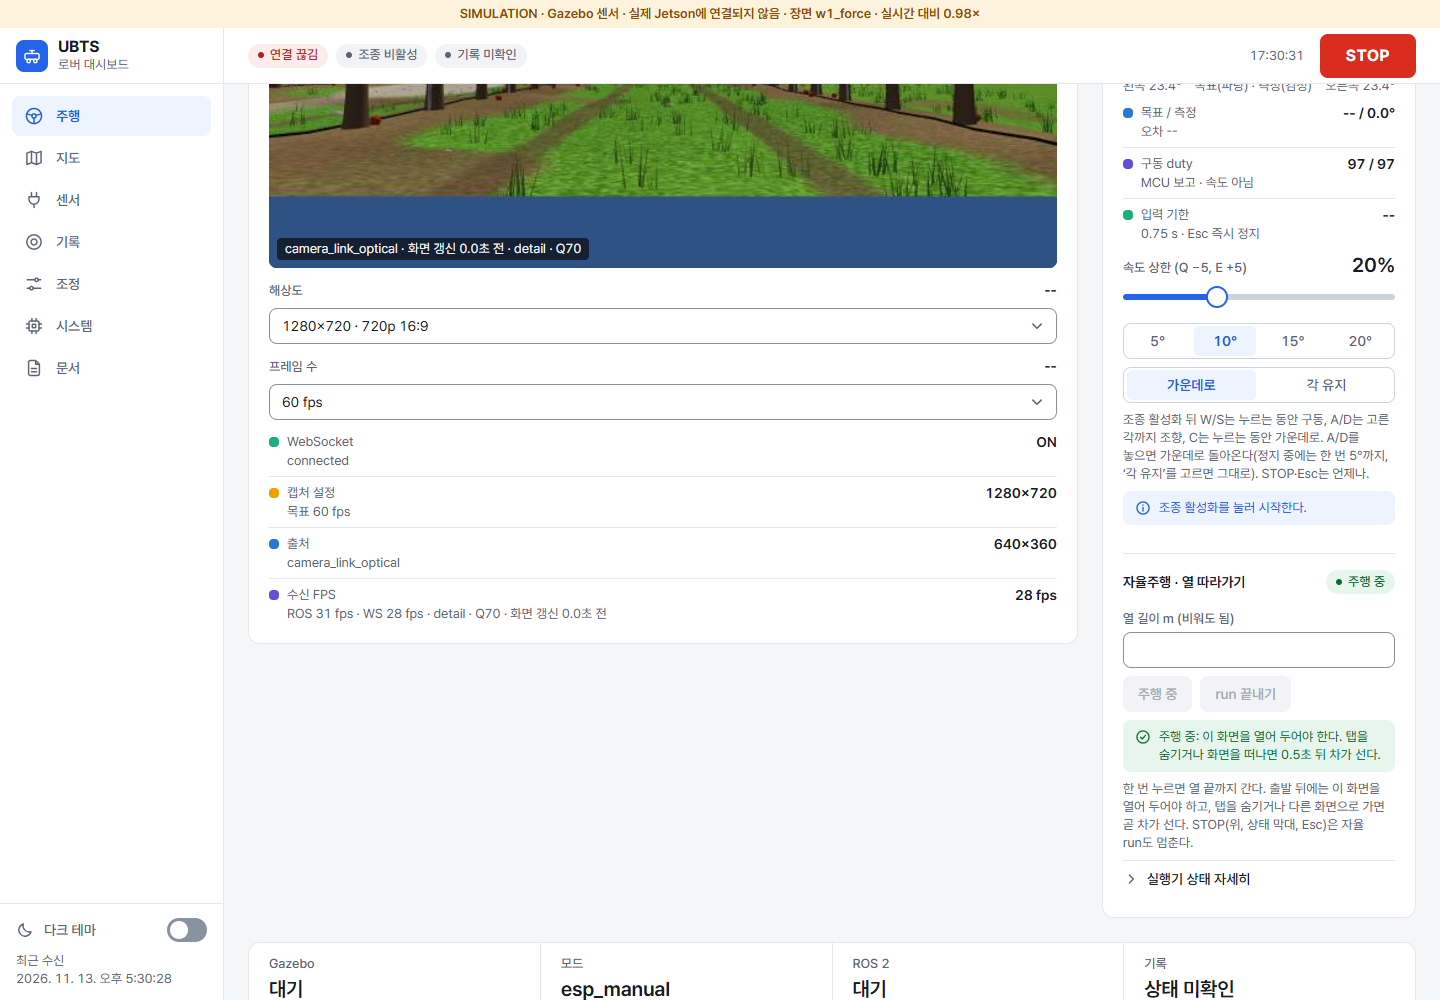 SIMULATION · Gazebo 센서 · 실제 Jetson에 연결되지 않음 · 장면 w1_force · 실시간 대비 0.98×
UBTS
로버 대시보드
연결 끊김
조종 비활성
기록 미확인
17:30:31
STOP
주행
지도
센서
기록
조정
시스템
문서
다크 테마
최근 수신
2026. 11. 13. 오후 5:30:28
camera_link_optical · 화면 갱신 0.0초 전 · detail · Q70
해상도
--
1280×720 · 720p 16:9
프레임 수
--
60 fps
WebSocket
ON
connected
캡처 설정
1280×720
목표 60 fps
출처
640×360
camera_link_optical
수신 FPS
28 fps
ROS 31 fps · WS 28 fps · detail · Q70 · 화면 갱신 0.0초 전
왼쪽 23.4° 목표(파랑) · 측정(검정) 오른쪽 23.4°
목표 / 측정
-- / 0.0°
오차 --
구동 duty
97 / 97
MCU 보고 · 속도 아님
입력 기한
--
0.75 s · Esc 즉시 정지
속도 상한 (Q −5, E +5)
20%
5° 10° 15° 20°
가운데로 각 유지
조종 활성화 뒤 W/S는 누르는 동안 구동, A/D는 고른
각까지 조향, C는 누르는 동안 가운데로. A/D를
놓으면 가운데로 돌아온다(정지 중에는 한 번 5°까지,
‘각 유지’를 고르면 그대로). STOP·Esc는 언제나.
조종 활성화를 눌러 시작한다.
자율주행 · 열 따라가기
주행 중
열 길이 m (비워도 됨)
주행 중
run 끝내기
주행 중: 이 화면을 열어 두어야 한다. 탭을
숨기거나 화면을 떠나면 0.5초 뒤 차가 선다.
한 번 누르면 열 끝까지 간다. 출발 뒤에는 이 화면을
열어 두어야 하고, 탭을 숨기거나 다른 화면으로 가면
곧 차가 선다. STOP(위, 상태 막대, Esc)은 자율
run도 멈춘다.
실행기 상태 자세히
Gazebo
대기
모드
esp_manual
ROS 2
대기
기록
상태 미확인